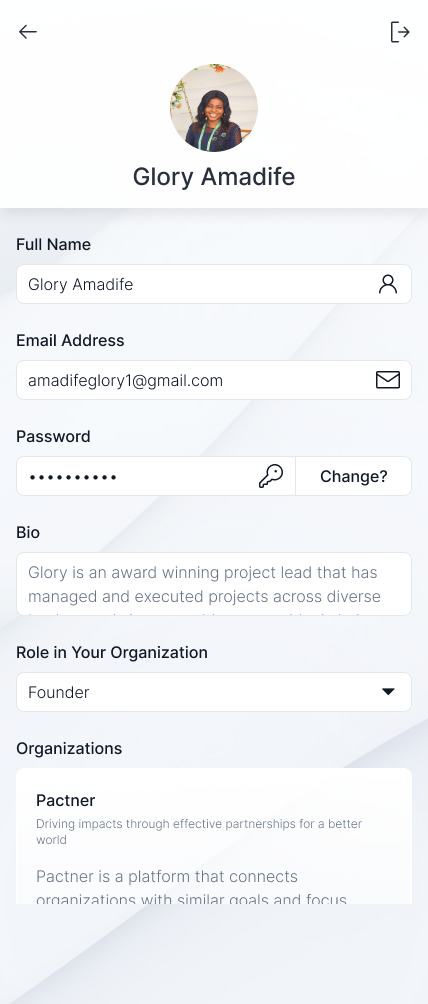 Glory Amadife
Full Name
Glory Amadife
Email Address
amadifeglory1@gmail.com
Password
••••••••••
Change?
Bio
Glory is an award winning project lead that has
managed and executed projects across diverse
Role in Your Organization
Founder
Organizations
Pactner
Driving impacts through effective partnerships for a better
world
Pactner is a platform that connects
organizations with similar goals and focus